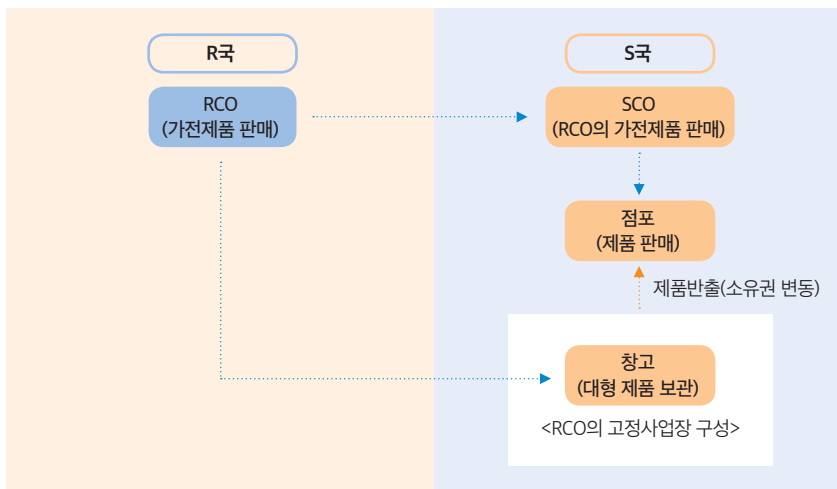 R국
S국
RCO
(가전제품 판매)
SCO
(RCO의 가전제품 판매)
점포
(제품 판매)
제품반출(소유권 변동)
창고
(대형 제품 보관)
<RCO의 고정사업장 구성>